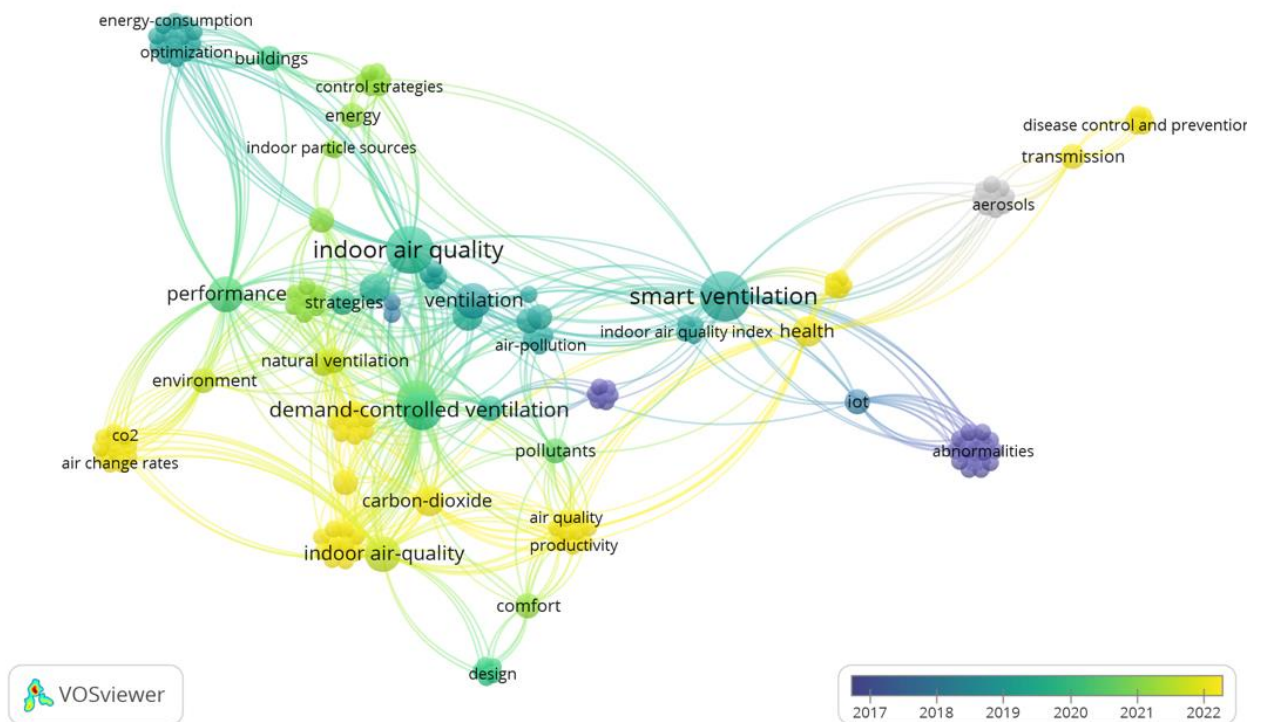 energy-consumption
optimization
buildings
control strategies
energy
indoor particle sources
disease control and prevention
transmission
aerosols
indoor air quality
performance
strategies
ventilation
smart ventilation
indoor air quality index
health
air-pollution
natural ventilation
environment
demand-controlled ventilation
iot
co2
air change rates
pollutants
abnormalities
carbon-dioxide
air quality
productivity
indoor air-quality
comfort
design
VOSviewer
2017 2018 2019 2020 2021 2022